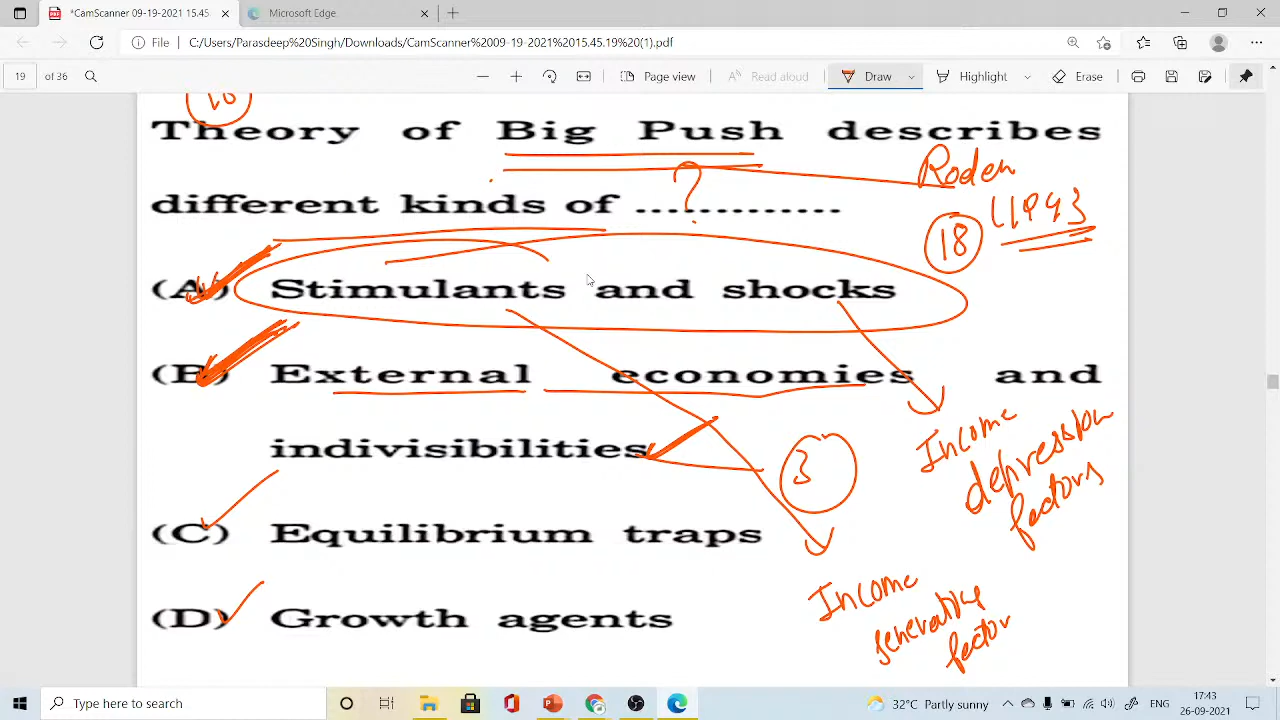 *CamScanner 09-19-2021 15.45
Microsoft Edge
File C:/Users/Parasdeep%20Singh/Downloads/CamScanner%2009-19-2021%2015.45.19%20(1).pdf
19 of 36 Page view Read aloud Draw Highlight Erase
Theory of Big Push describes
Roden
different kinds of ............... ?
(1943
18
(A) Stimulants and shocks
(B) External economies and
indivisibilities
3
Income
depression
factors
(C) Equilibrium traps
Income
generative
factor
(D) Growth agents
Type here to search
32°C Partly sunny
ENG
17:43
26-09-2021